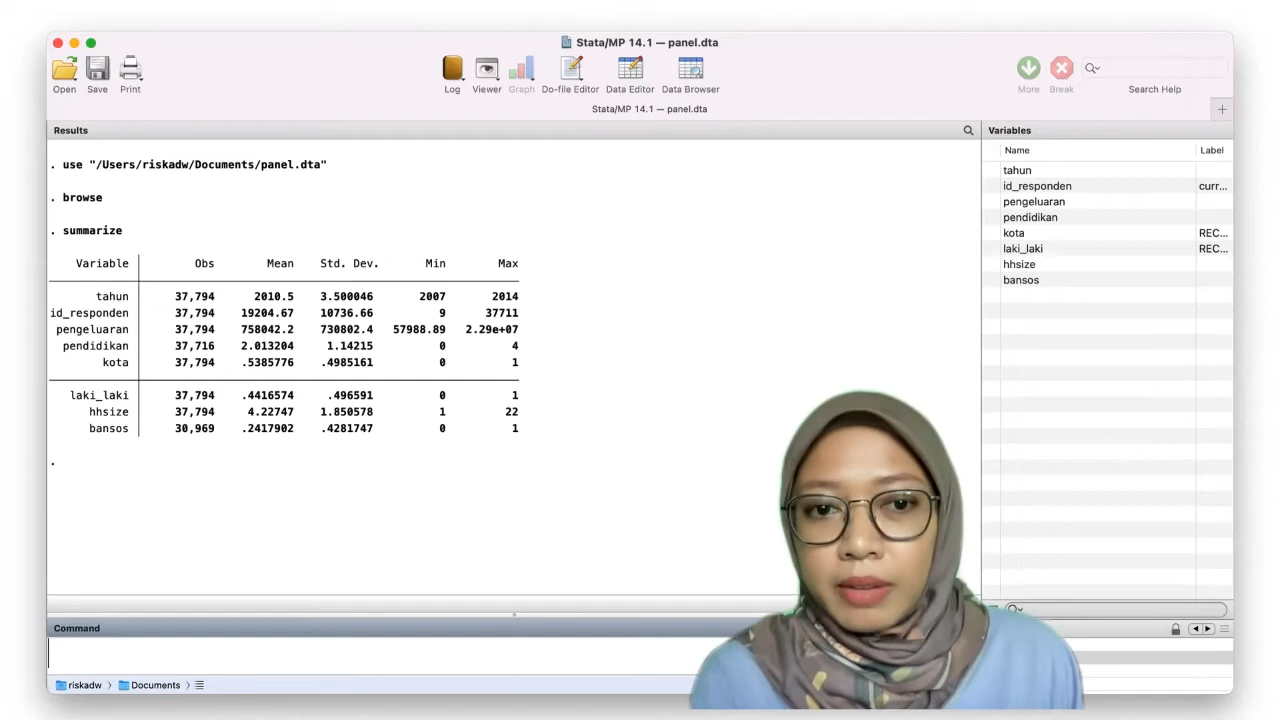 Stata/MP 14.1 — panel.dta
Open Save Print Log Viewer Graph Do-file Editor Data Editor Data Browser More Break Search Help
Stata/MP 14.1 — panel.dta
Results
. use "/Users/riskadw/Documents/panel.dta"
. browse
. summarize
Variable Obs Mean Std. Dev. Min Max
tahun 37,794 2010.5 3.500046 2007 2014
id_responden 37,794 19204.67 10736.66 9 37711
pengeluaran 37,794 758042.2 730802.4 57988.89 2.29e+07
pendidikan 37,716 2.013204 1.14215 0 4
kota 37,794 .5385776 .4985161 0 1
laki_laki 37,794 .4416574 .496591 0 1
hhsize 37,794 4.22747 1.850578 1 22
bansos 30,969 .2417902 .4281747 0 1
.
Variables
Name Label
tahun
id_responden curr...
pengeluaran
pendidikan
kota REC...
laki_laki REC...
hhsize
bansos
Command
riskadw Documents